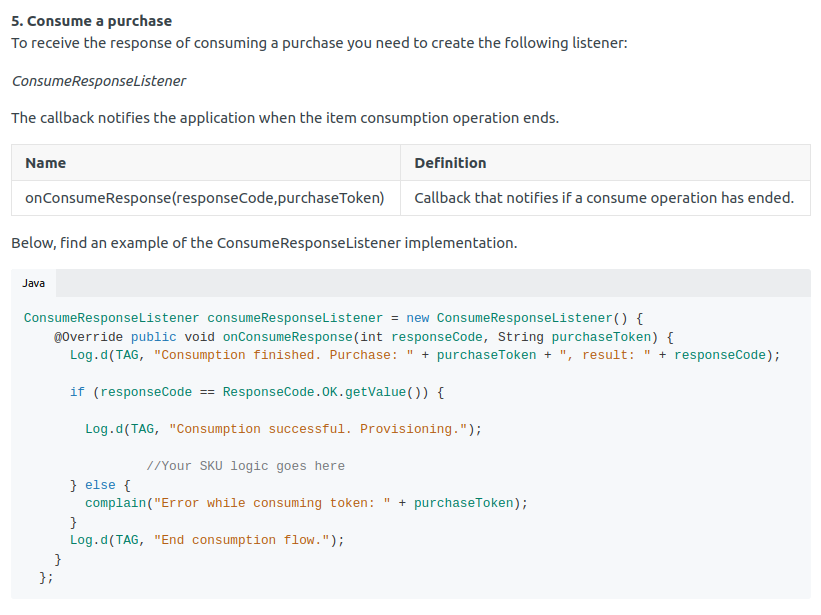 5. Consume a purchase
To receive the response of consuming a purchase you need to create the following listener:
ConsumeResponseListener
The callback notifies the application when the item consumption operation ends.
Name Definition
onConsumeResponse(responseCode,purchaseToken) Callback that notifies if a consume operation has ended.
Below, find an example of the ConsumeResponseListener implementation.
Java
ConsumeResponseListener consumeResponseListener = new ConsumeResponseListener() {
    @Override public void onConsumeResponse(int responseCode, String purchaseToken) {
      Log.d(TAG, "Consumption finished. Purchase: " + purchaseToken + ", result: " + responseCode);
      if (responseCode == ResponseCode.OK.getValue()) {
        Log.d(TAG, "Consumption successful. Provisioning.");
                //Your SKU logic goes here
      } else {
        complain("Error while consuming token: " + purchaseToken);
      }
      Log.d(TAG, "End consumption flow.");
    }
  };